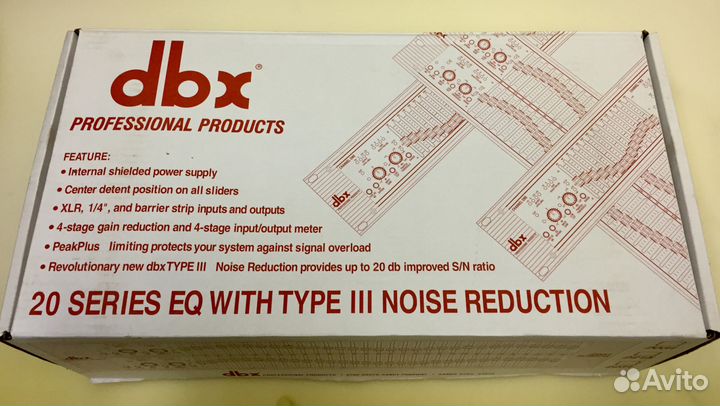 dbx®
PROFESSIONAL PRODUCTS
FEATURE:
• Internal shielded power supply
• Center detent position on all sliders
• XLR, 1/4", and barrier strip inputs and outputs
• 4-stage gain reduction and 4-stage input/output meter
• PeakPlus limiting protects your system against signal overload
• Revolutionary new dbxTYPE III Noise Reduction provides up to 20 db improved S/N ratio
20 SERIES EQ WITH TYPE III NOISE REDUCTION
dbx
dbx
dbx
Avito